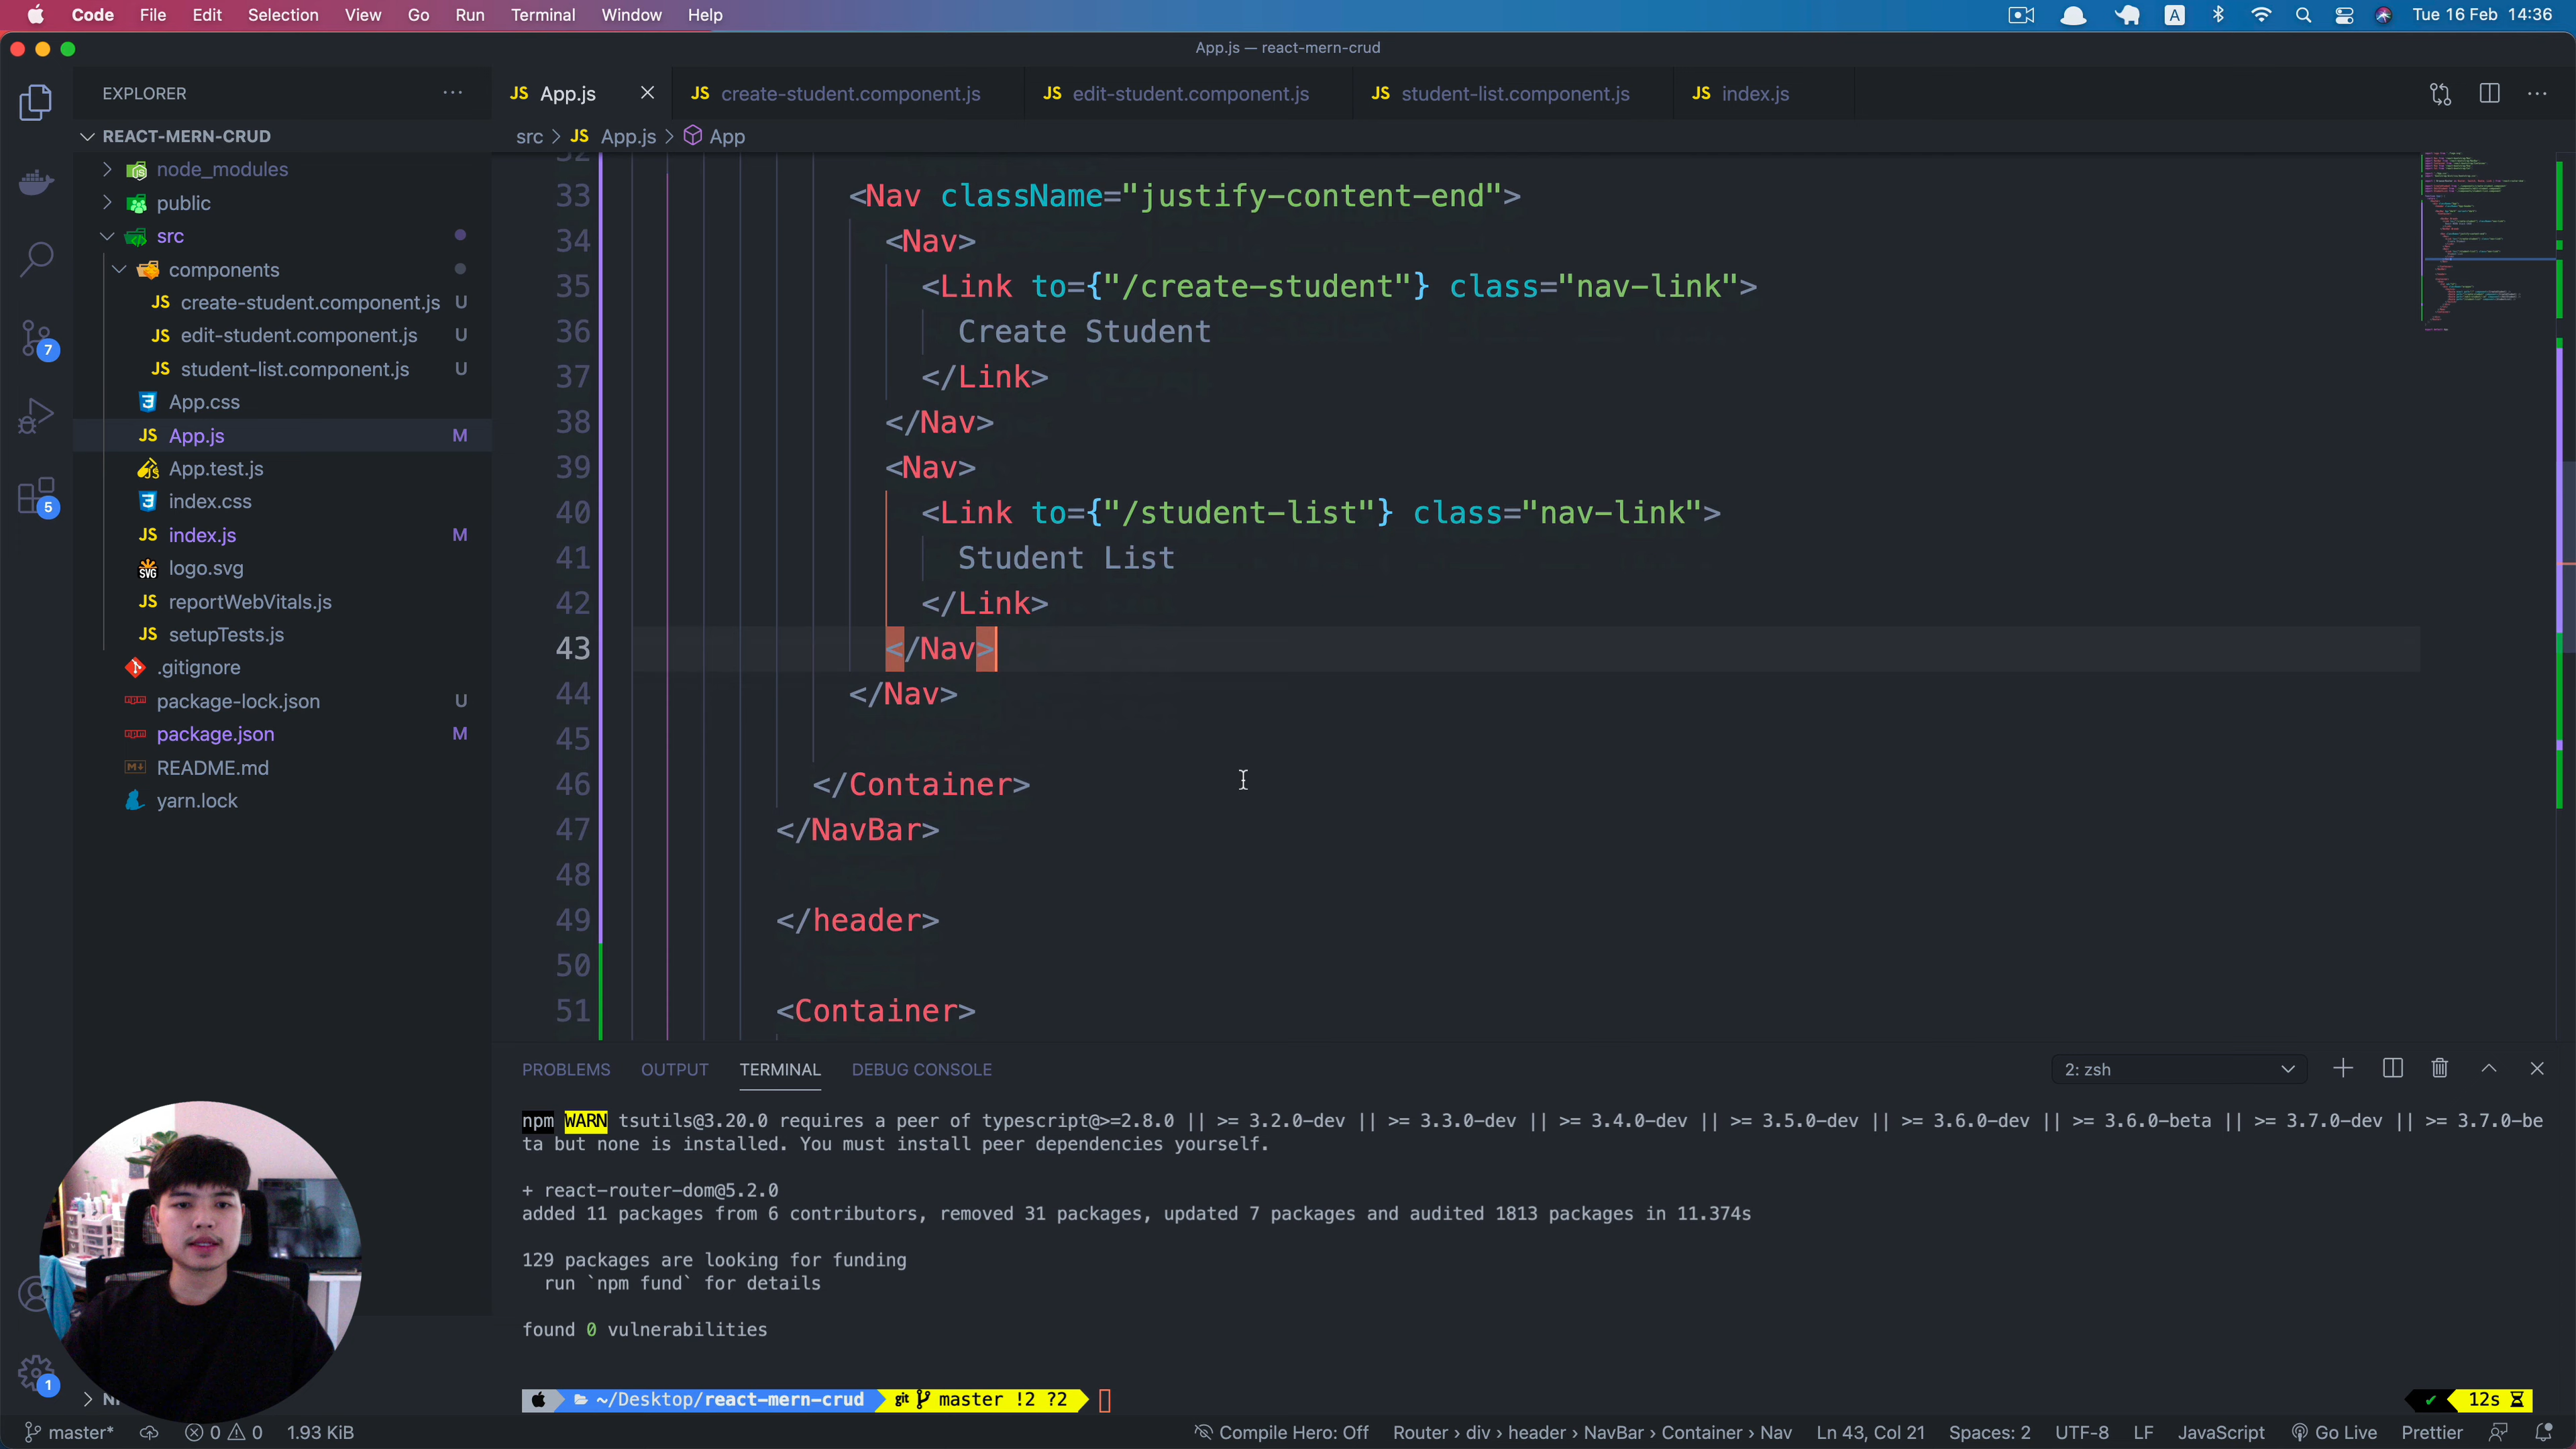 Code File Edit Selection View Go Run Terminal Window Help
A
Tue 16 Feb 14:36
App.js — react-mern-crud
EXPLORER
JS App.js
JS create-student.component.js
JS edit-student.component.js
JS student-list.component.js
JS index.js
REACT-MERN-CRUD
src > JS App.js > App
node_modules
public
src
components
JS create-student.component.js U
JS edit-student.component.js U
JS student-list.component.js U
App.css
JS App.js M
App.test.js
index.css
JS index.js M
SVG logo.svg
JS reportWebVitals.js
JS setupTests.js
.gitignore
package-lock.json U
package.json M
README.md
yarn.lock
7
5
1
32
33 <Nav className="justify-content-end">
34 <Nav>
35 <Link to={"/create-student"} class="nav-link">
36 Create Student
37 </Link>
38 </Nav>
39 <Nav>
40 <Link to={"/student-list"} class="nav-link">
41 Student List
42 </Link>
43 </Nav>
44 </Nav>
45
46 </Container>
47 </NavBar>
48
49 </header>
50
51 <Container>
PROBLEMS OUTPUT TERMINAL DEBUG CONSOLE
2: zsh
npm WARN tsutils@3.20.0 requires a peer of typescript@>=2.8.0 || >= 3.2.0-dev || >= 3.3.0-dev || >= 3.4.0-dev || >= 3.5.0-dev || >= 3.6.0-dev || >= 3.6.0-beta || >= 3.7.0-dev || >= 3.7.0-be
ta but none is installed. You must install peer dependencies yourself.
+ react-router-dom@5.2.0
added 11 packages from 6 contributors, removed 31 packages, updated 7 packages and audited 1813 packages in 11.374s
129 packages are looking for funding
run `npm fund` for details
found 0 vulnerabilities
~/Desktop/react-mern-crud git master !2 ?2
12s
master* 0 0 1.93 KiB
Compile Hero: Off Router › div › header › NavBar › Container › Nav Ln 43, Col 21 Spaces: 2 UTF-8 LF JavaScript Go Live Prettier